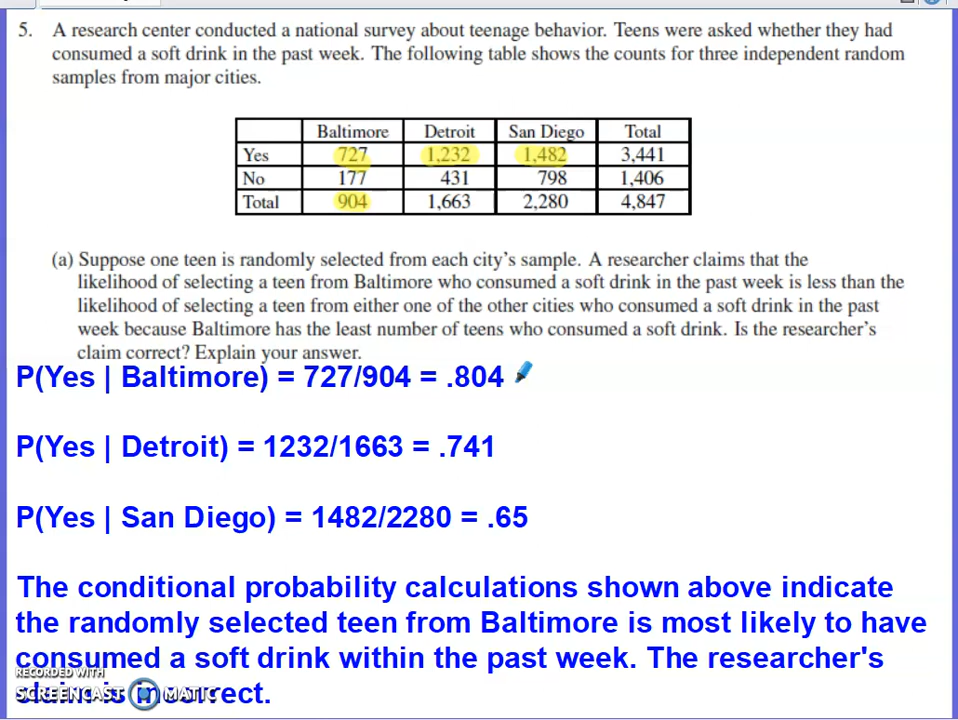 5. A research center conducted a national survey about teenage behavior. Teens were asked whether they had
consumed a soft drink in the past week. The following table shows the counts for three independent random
samples from major cities.
Baltimore Detroit San Diego Total
Yes 727 1,232 1,482 3,441
No 177 431 798 1,406
Total 904 1,663 2,280 4,847
(a) Suppose one teen is randomly selected from each city's sample. A researcher claims that the
likelihood of selecting a teen from Baltimore who consumed a soft drink in the past week is less than the
likelihood of selecting a teen from either one of the other cities who consumed a soft drink in the past
week because Baltimore has the least number of teens who consumed a soft drink. Is the researcher's
claim correct? Explain your answer.
P(Yes | Baltimore) = 727/904 = .804
P(Yes | Detroit) = 1232/1663 = .741
P(Yes | San Diego) = 1482/2280 = .65
The conditional probability calculations shown above indicate
the randomly selected teen from Baltimore is most likely to have
consumed a soft drink within the past week. The researcher's
claim is incorrect.
RECORDED WITH
SCREENCAST MATIC